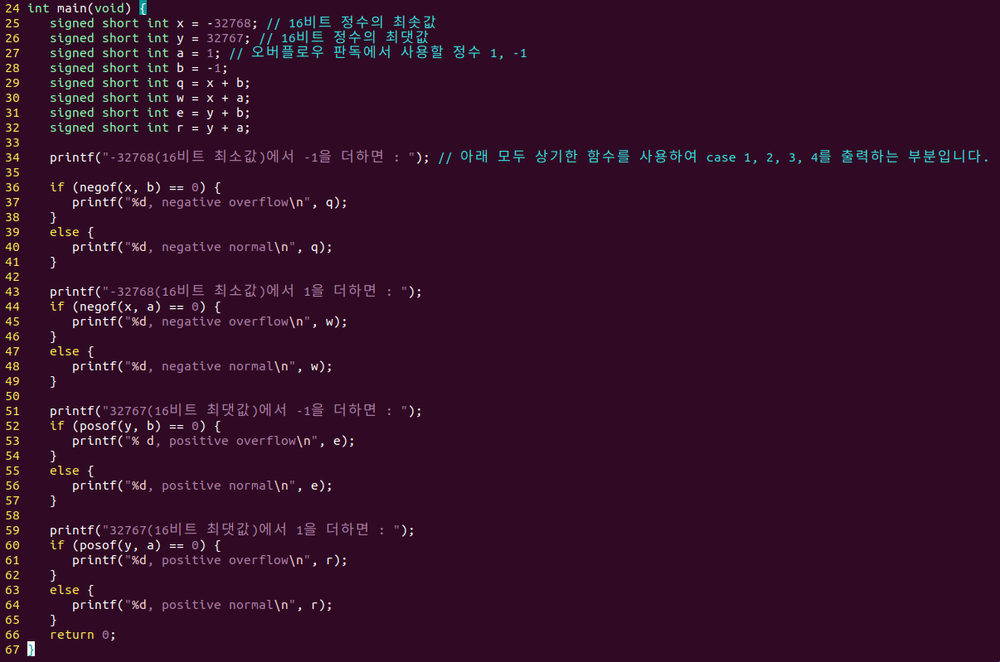 24 int main(void) {
25    signed short int x = -32768; // 16비트 정수의 최솟값
26    signed short int y = 32767; // 16비트 정수의 최댓값
27    signed short int a = 1; // 오버플로우 판독에서 사용할 정수 1, -1
28    signed short int b = -1;
29    signed short int q = x + b;
30    signed short int w = x + a;
31    signed short int e = y + b;
32    signed short int r = y + a;
33
34    printf("-32768(16비트 최소값)에서 -1을 더하면 : "); // 아래 모두 상기한 함수를 사용하여 case 1, 2, 3, 4를 출력하는 부분입니다.
35
36    if (negof(x, b) == 0) {
37       printf("%d, negative overflow\n", q);
38    }
39    else {
40       printf("%d, negative normal\n", q);
41    }
42
43    printf("-32768(16비트 최소값)에서 1을 더하면 : ");
44    if (negof(x, a) == 0) {
45       printf("%d, negative overflow\n", w);
46    }
47    else {
48       printf("%d, negative normal\n", w);
49    }
50
51    printf("32767(16비트 최댓값)에서 -1을 더하면 : ");
52    if (posof(y, b) == 0) {
53       printf("% d, positive overflow\n", e);
54    }
55    else {
56       printf("%d, positive normal\n", e);
57    }
58
59    printf("32767(16비트 최댓값)에서 1을 더하면 : ");
60    if (posof(y, a) == 0) {
61       printf("%d, positive overflow\n", r);
62    }
63    else {
64       printf("%d, positive normal\n", r);
65    }
66    return 0;
67 }